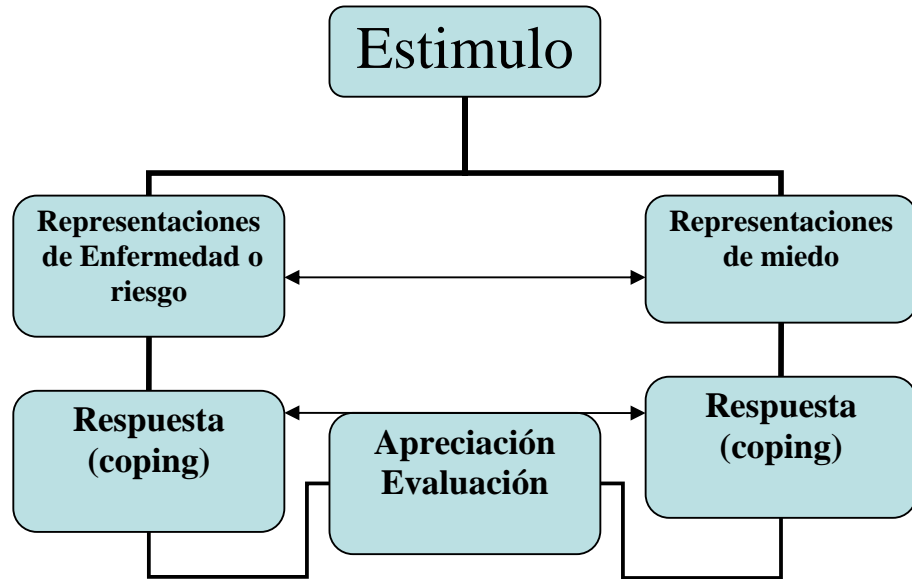 Estimulo
Representaciones
de Enfermedad o
riesgo
Representaciones
de miedo
Respuesta
(coping)
Apreciación
Evaluación
Respuesta
(coping)